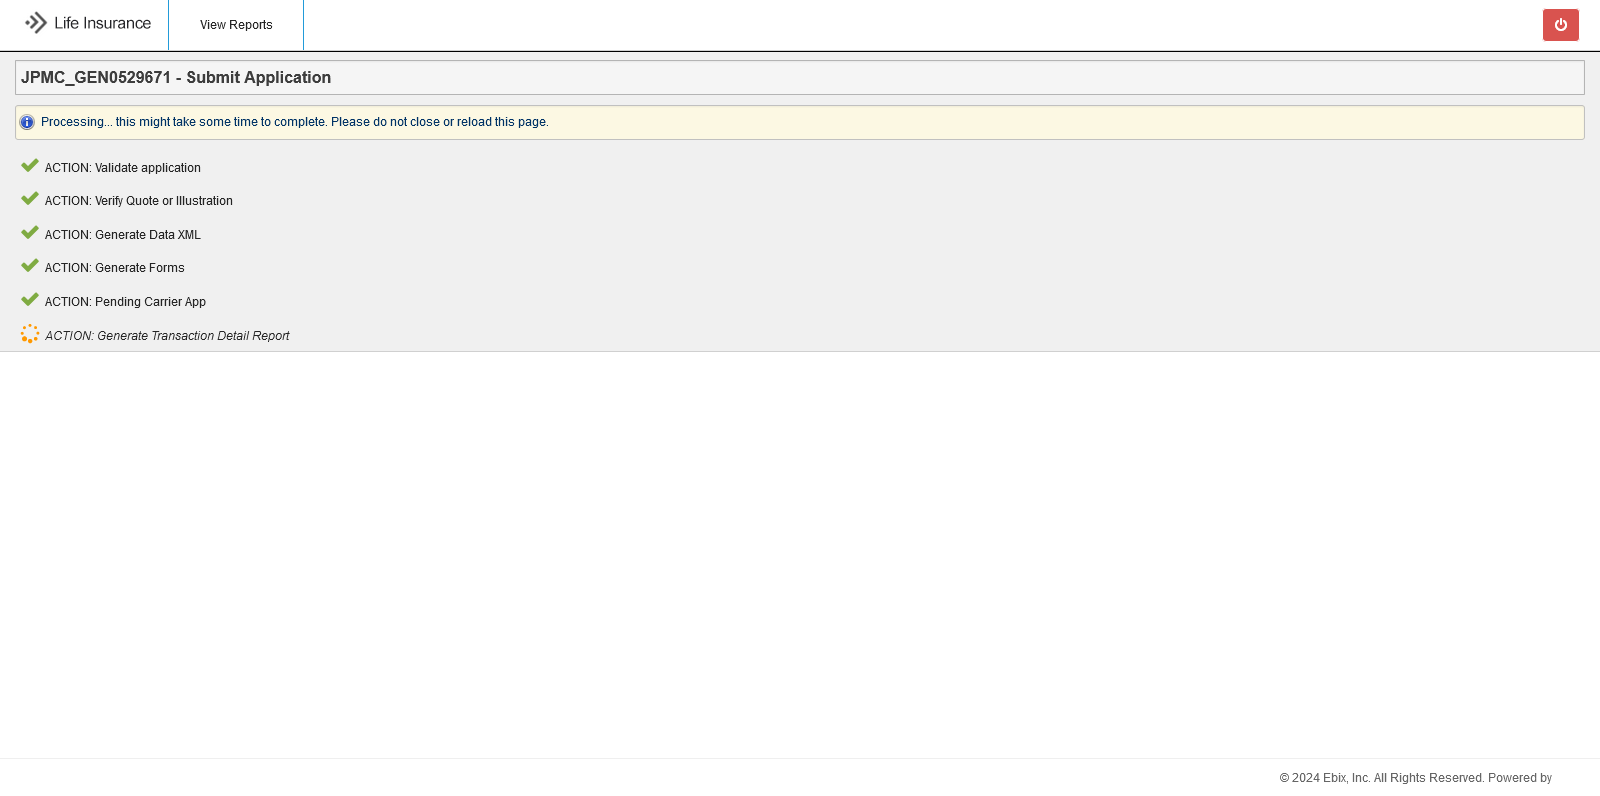 Life Insurance
View Reports
JPMC_GEN0529671 - Submit Application
Processing... this might take some time to complete. Please do not close or reload this page.
ACTION: Validate application
ACTION: Verify Quote or Illustration
ACTION: Generate Data XML
ACTION: Generate Forms
ACTION: Pending Carrier App
ACTION: Generate Transaction Detail Report
© 2024 Ebix, Inc. All Rights Reserved. Powered by